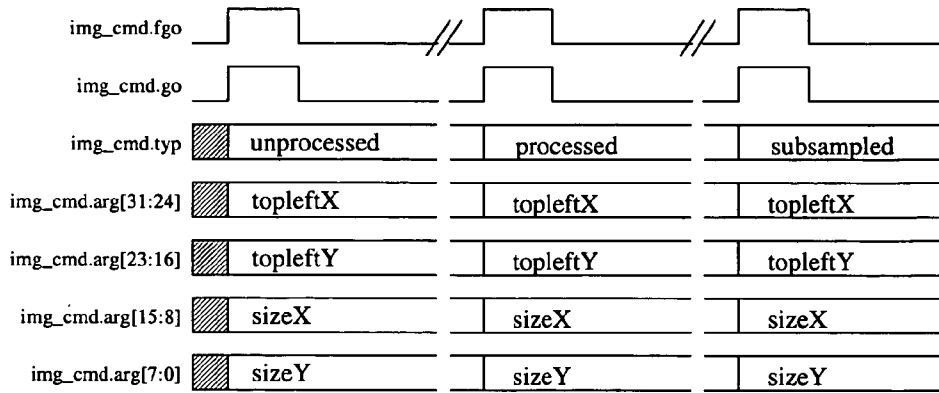 img_cmd.fgo
img_cmd.go
img_cmd.typ unprocessed processed subsampled
img_cmd.arg[31:24] topleftX topleftX topleftX
img_cmd.arg[23:16] topleftY topleftY topleftY
img_cmd.arg[15:8] sizeX sizeX sizeX
img_cmd.arg[7:0] sizeY sizeY sizeY